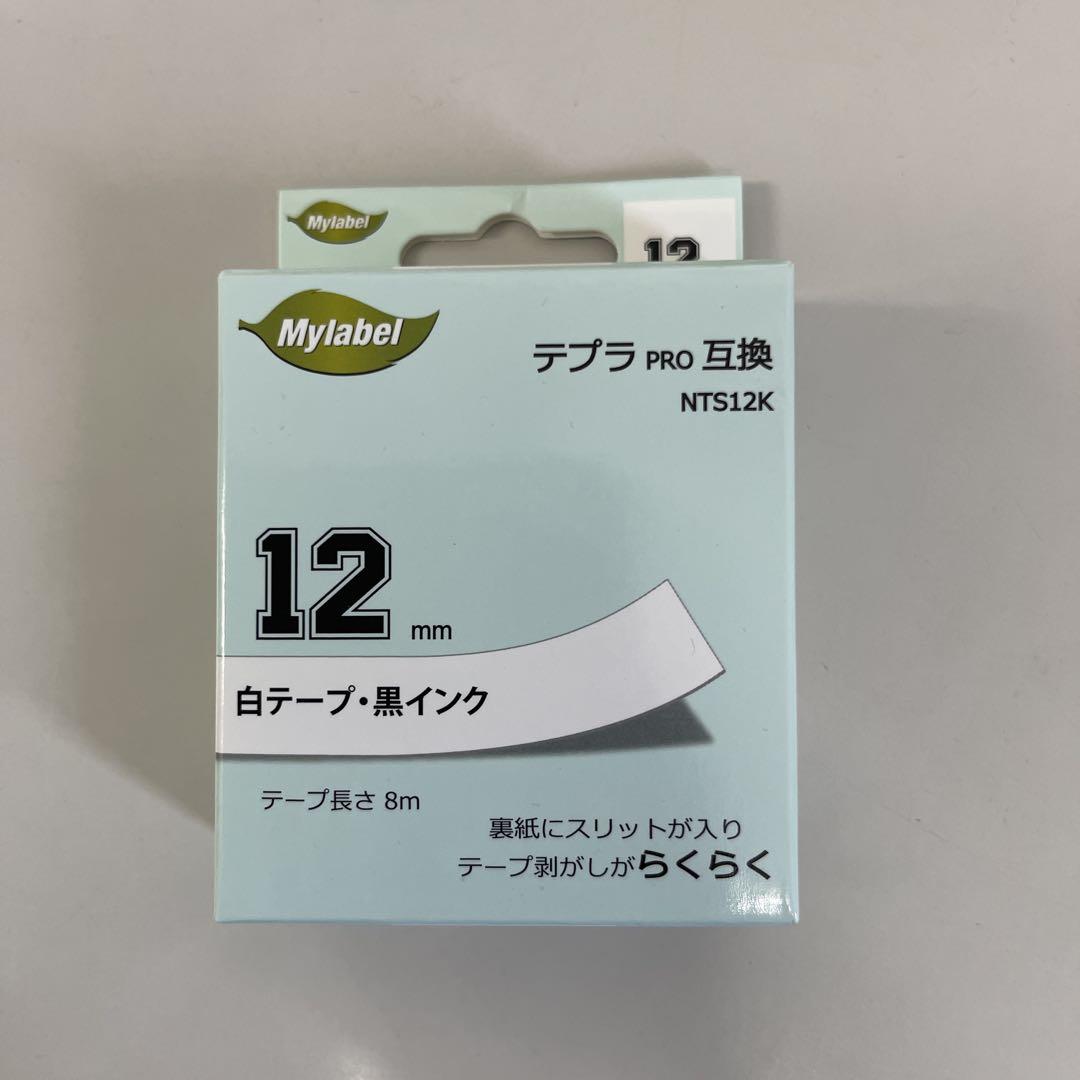 Mylabel
12
Mylabel
テプラ PRO 互換
NTS12K
12 mm
白テープ・黒インク
テープ長さ 8m
裏紙にスリットが入り
テープ剥がしがらくらく